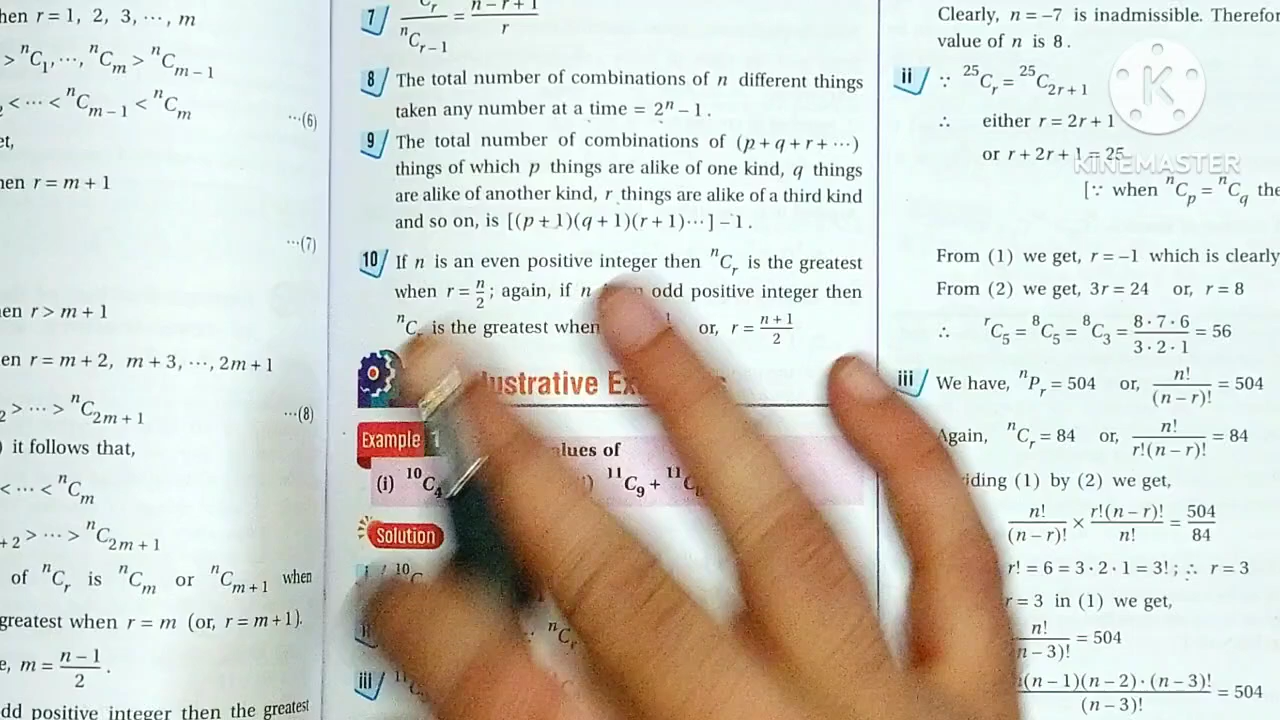 hen r = 1, 2, 3, ⋯, m
> ⁿC₁, ⋯, ⁿCₘ > ⁿCₘ₋₁
< ⋯ < ⁿCₘ₋₁ < ⁿCₘ
⋯(6)
et,
hen r = m + 1
⋯(7)
en r > m + 1
en r = m + 2, m + 3, ⋯, 2m + 1
> ⋯ > ⁿC₂ₘ₊₁
⋯(8)
) it follows that,
< ⋯ < ⁿCₘ
₊₂ > ⋯ > ⁿC₂ₘ₊₁
of ⁿCᵣ is ⁿCₘ or ⁿCₘ₊₁ when
greatest when r = m (or, r = m + 1).
e, m = (n − 1)/2 .
dd positive integer then the greatest
7 Cᵣ/ⁿCᵣ₋₁ = (n − r + 1)/r
8 The total number of combinations of n different things
taken any number at a time = 2ⁿ − 1 .
9 The total number of combinations of (p + q + r + ⋯)
things of which p things are alike of one kind, q things
are alike of another kind, r things are alike of a third kind
and so on, is [(p + 1)(q + 1)(r + 1)⋯] − 1 .
10 If n is an even positive integer then ⁿCᵣ is the greatest
when r = n/2 ; again, if n odd positive integer then
ⁿCᵣ is the greatest when or, r = (n + 1)/2
lustrative Ex
Example 1 alues of
(i) ¹⁰C₄ ¹¹C₉ + ¹¹C
Solution
i ¹⁰C
∵ ⁿCᵣ
iii ¹¹C
Clearly, n = −7 is inadmissible. Therefor
value of n is 8 .
ii ∵ ²⁵Cᵣ = ²⁵C₂ᵣ₊₁
∴ either r = 2r + 1
or r + 2r + 1 = 25
[∵ when ⁿCₚ = ⁿC_q the
From (1) we get, r = −1 which is clearly
From (2) we get, 3r = 24 or, r = 8
∴ ʳC₅ = ⁸C₅ = ⁸C₃ = (8 · 7 · 6)/(3 · 2 · 1) = 56
iii We have, ⁿPᵣ = 504 or, n!/(n − r)! = 504
Again, ⁿCᵣ = 84 or, n!/(r!(n − r)!) = 84
iding (1) by (2) we get,
n!/(n − r)! × r!(n − r)!/n! = 504/84
r! = 6 = 3 · 2 · 1 = 3! ; ∴ r = 3
r = 3 in (1) we get,
n!/(n − 3)! = 504
(n − 1)(n − 2) · (n − 3)!/(n − 3)! = 504
K
KINEMASTER